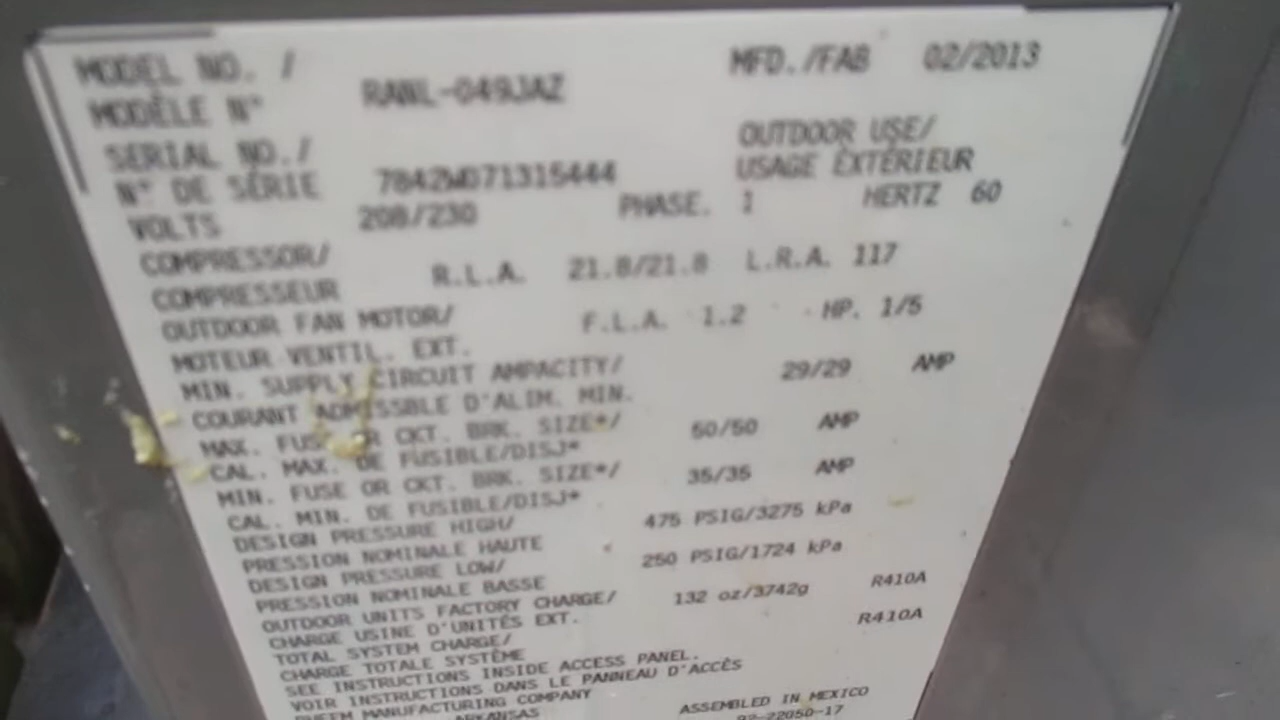 MODEL NO. / MFD./FAB 02/2013
MODÈLE N° RANL-049JAZ
SERIAL NO./ OUTDOOR USE/
N° DE SÉRIE 7842W071315444 USAGE EXTÉRIEUR
VOLTS 208/230 PHASE. 1 HERTZ 60
COMPRESSOR/
COMPRESSEUR R.L.A. 21.8/21.8 L.R.A. 117
OUTDOOR FAN MOTOR/ F.L.A. 1.2 HP. 1/5
MOTEUR VENTIL. EXT.
MIN. SUPPLY CIRCUIT AMPACITY/ 29/29 AMP
COURANT ADMISSBLE D'ALIM. MIN.
MAX. FUSE OR CKT. BRK. SIZE*/ 50/50 AMP
CAL. MAX. DE FUSIBLE/DISJ*
MIN. FUSE OR CKT. BRK. SIZE*/ 35/35 AMP
CAL. MIN. DE FUSIBLE/DISJ*
DESIGN PRESSURE HIGH/ 475 PSIG/3275 kPa
PRESSION NOMINALE HAUTE
DESIGN PRESSURE LOW/ 250 PSIG/1724 kPa
PRESSION NOMINALE BASSE
OUTDOOR UNITS FACTORY CHARGE/ 132 oz/3742g R410A
CHARGE USINE D'UNITÉS EXT.
TOTAL SYSTEM CHARGE/ R410A
CHARGE TOTALE SYSTÈME
SEE INSTRUCTIONS INSIDE ACCESS PANEL.
VOIR INSTRUCTIONS DANS LE PANNEAU D'ACCÈS
RHEEM MANUFACTURING COMPANY ASSEMBLED IN MEXICO
ARKANSAS 92-22050-17